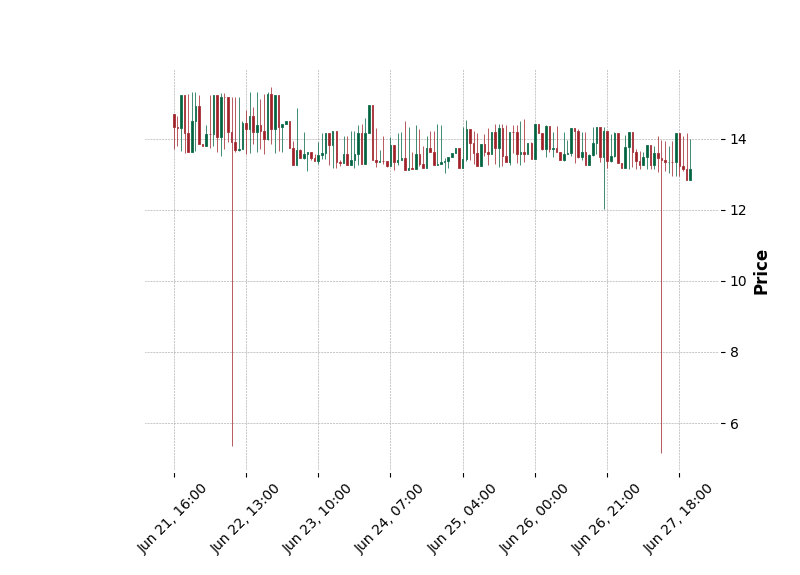 14
12
10
8
6
Price
Jun 21, 16:00
Jun 22, 13:00
Jun 23, 10:00
Jun 24, 07:00
Jun 25, 04:00
Jun 26, 00:00
Jun 26, 21:00
Jun 27, 18:00